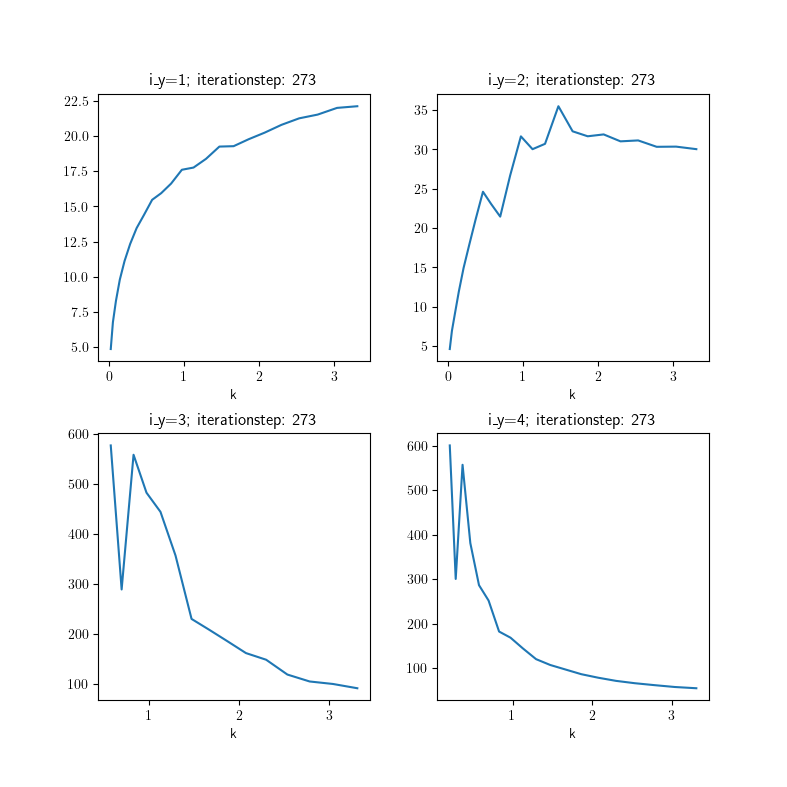 i_y=1; iterationstep: 273
22.5
20.0
17.5
15.0
12.5
10.0
7.5
5.0
0 1 2 3
k
i_y=2; iterationstep: 273
35
30
25
20
15
10
5
0 1 2 3
k
i_y=3; iterationstep: 273
600
500
400
300
200
100
1 2 3
k
i_y=4; iterationstep: 273
600
500
400
300
200
100
1 2 3
k